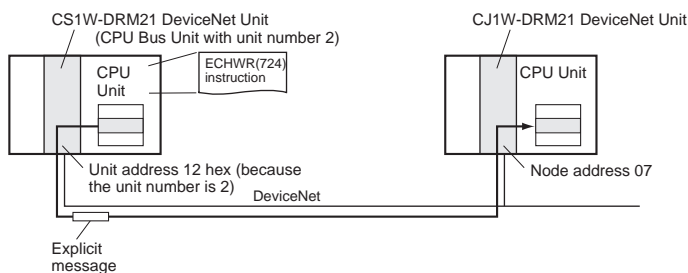 CS1W-DRM21 DeviceNet Unit
(CPU Bus Unit with unit number 2)
CJ1W-DRM21 DeviceNet Unit
CPU
Unit
ECHWR(724)
instruction
CPU Unit
Unit address 12 hex (because
the unit number is 2)
Node address 07
DeviceNet
Explicit
message